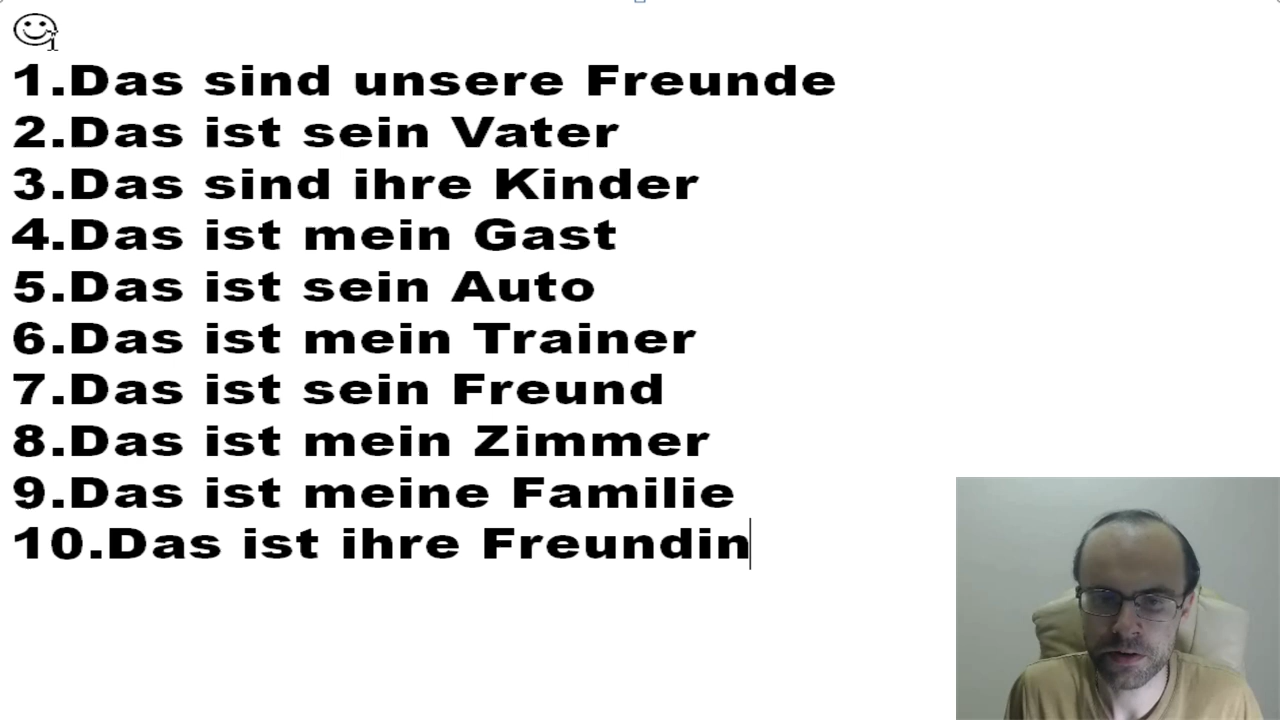 1.Das sind unsere Freunde
2.Das ist sein Vater
3.Das sind ihre Kinder
4.Das ist mein Gast
5.Das ist sein Auto
6.Das ist mein Trainer
7.Das ist sein Freund
8.Das ist mein Zimmer
9.Das ist meine Familie
10.Das ist ihre Freundin